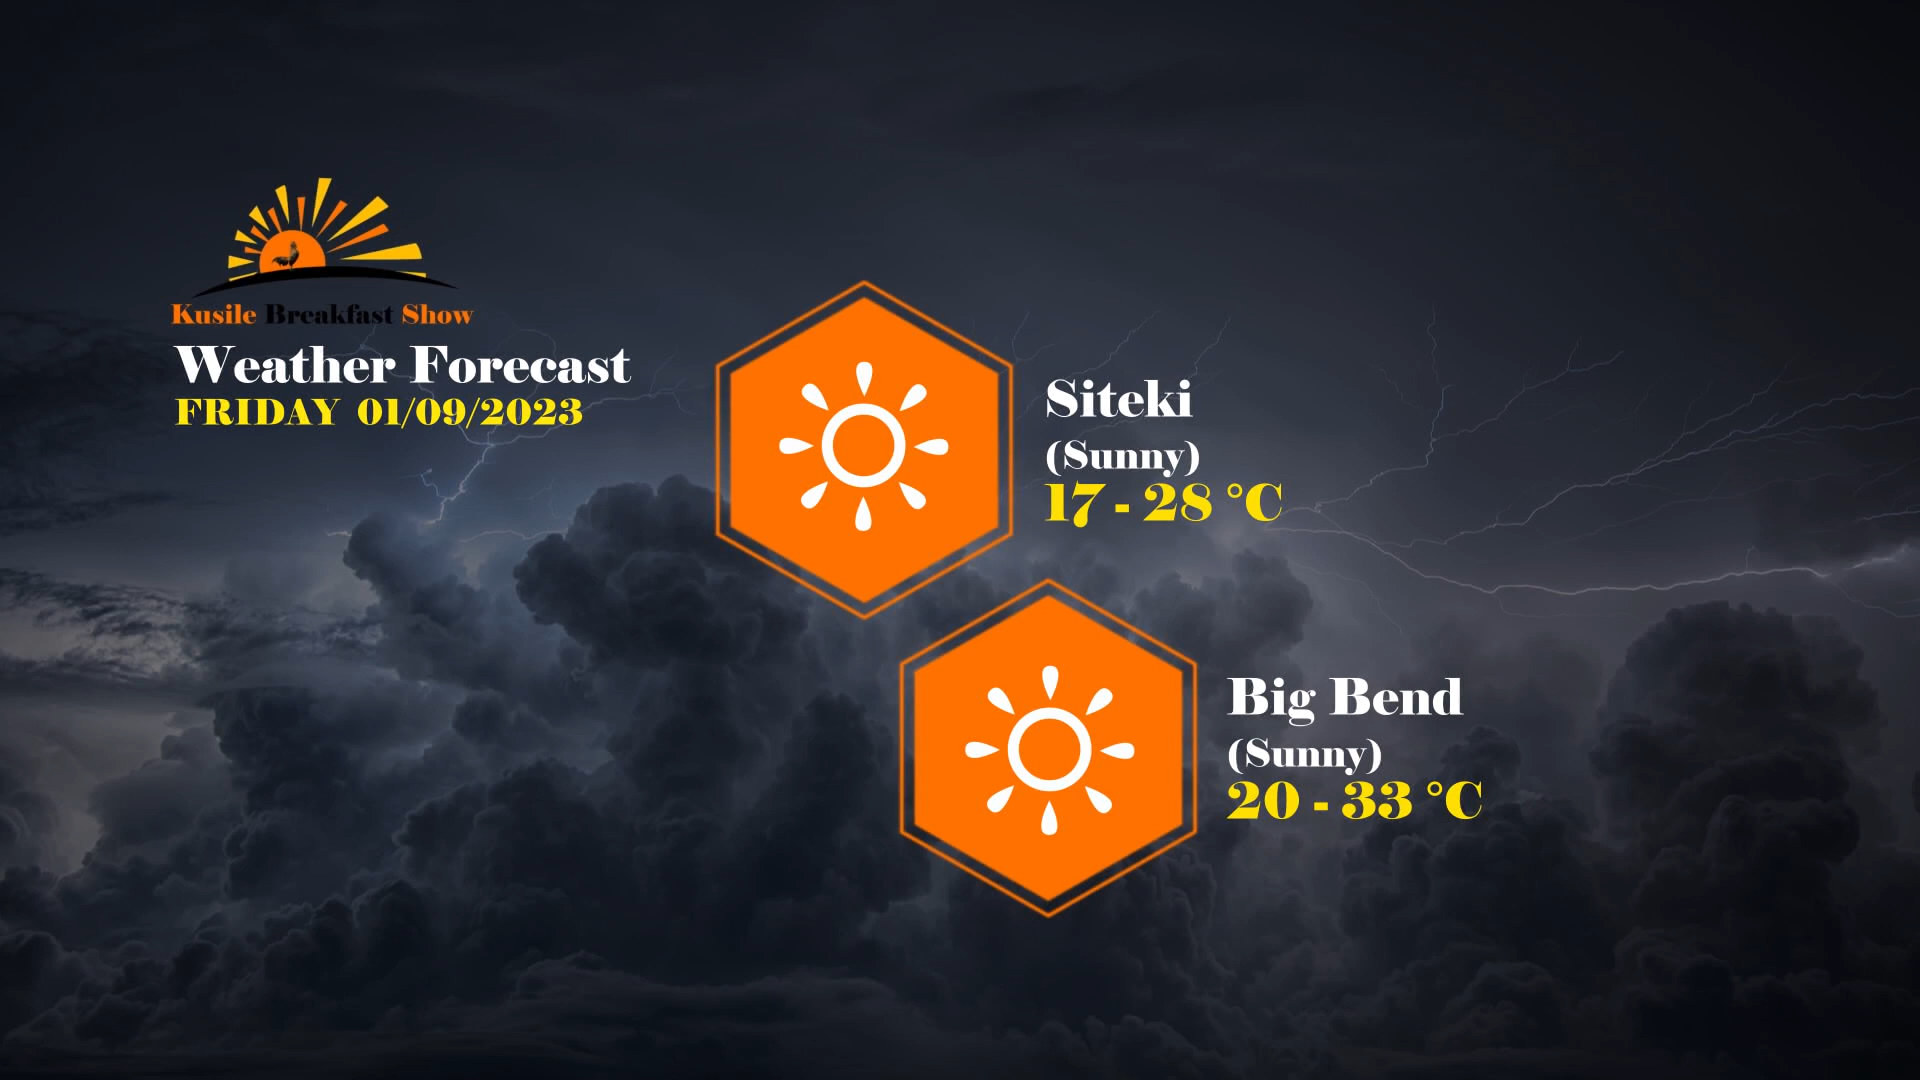 Kusile Breakfast Show
Weather Forecast
FRIDAY 01/09/2023
Siteki
(Sunny)
17 - 28 °C
Big Bend
(Sunny)
20 - 33 °C